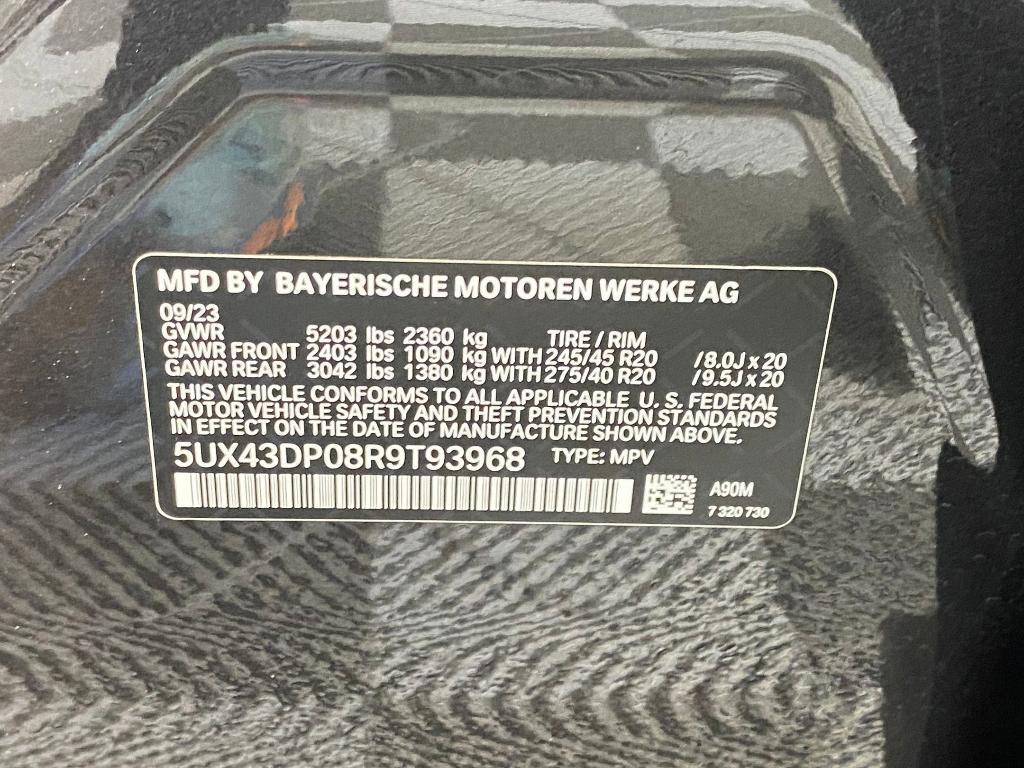 MFD BY BAYERISCHE MOTOREN WERKE AG
09/23
GVWR 5203 lbs 2360 kg TIRE / RIM
GAWR FRONT 2403 lbs 1090 kg WITH 245/45 R20 /8.0J x 20
GAWR REAR 3042 lbs 1380 kg WITH 275/40 R20 /9.5J x 20
THIS VEHICLE CONFORMS TO ALL APPLICABLE U. S. FEDERAL
MOTOR VEHICLE SAFETY AND THEFT PREVENTION STANDARDS
IN EFFECT ON THE DATE OF MANUFACTURE SHOWN ABOVE.
5UX43DP08R9T93968 TYPE: MPV
A90M
7 320 730